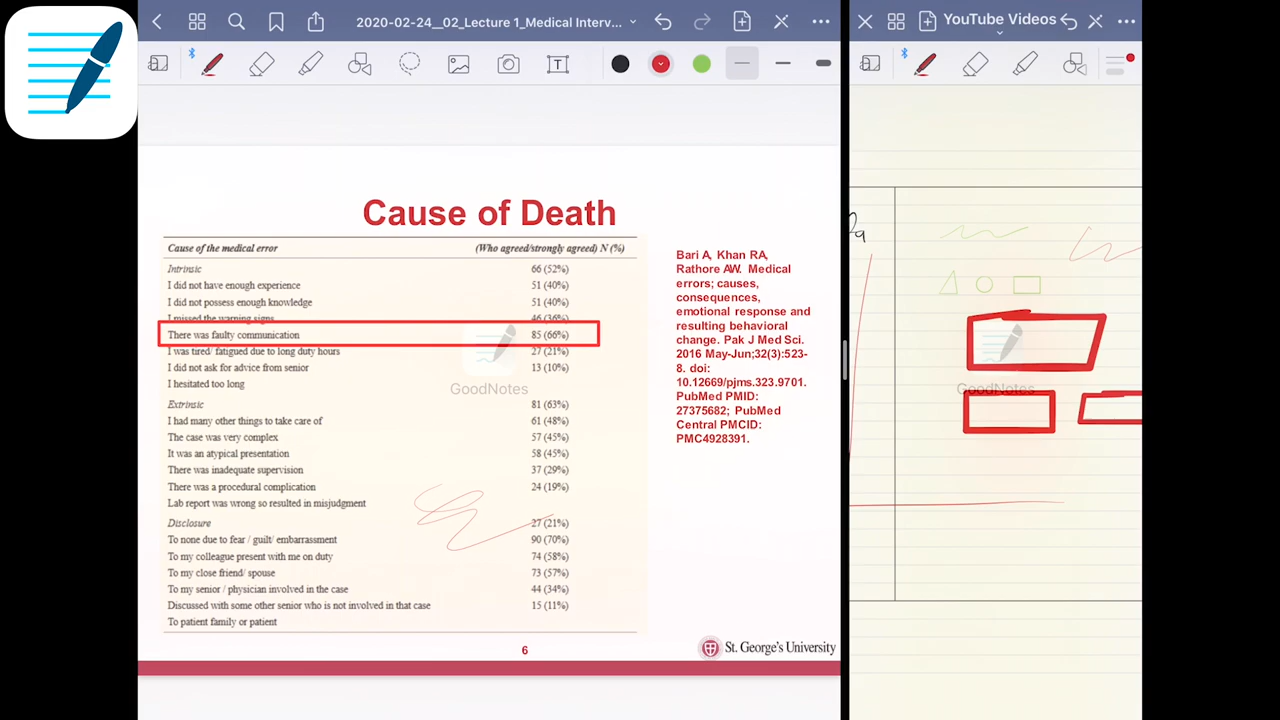 2020-02-24__02_Lecture 1_Medical Interv...
YouTube Videos
T
Cause of Death
Cause of the medical error (Who agreed/strongly agreed) N (%)
Intrinsic 66 (52%)
I did not have enough experience 51 (40%)
I did not possess enough knowledge 51 (40%)
I missed the warning signs 46 (36%)
There was faulty communication 85 (66%)
I was tired/ fatigued due to long duty hours 27 (21%)
I did not ask for advice from senior 13 (10%)
I hesitated too long
Extrinsic 81 (63%)
I had many other things to take care of 61 (48%)
The case was very complex 57 (45%)
It was an atypical presentation 58 (45%)
There was inadequate supervision 37 (29%)
There was a procedural complication 24 (19%)
Lab report was wrong so resulted in misjudgment
Disclosure 27 (21%)
To none due to fear / guilt/ embarrassment 90 (70%)
To my colleague present with me on duty 74 (58%)
To my close friend/ spouse 73 (57%)
To my senior / physician involved in the case 44 (34%)
Discussed with some other senior who is not involved in that case 15 (11%)
To patient family or patient
Bari A, Khan RA,
Rathore AW. Medical
errors; causes,
consequences,
emotional response and
resulting behavioral
change. Pak J Med Sci.
2016 May-Jun;32(3):523-
8. doi:
10.12669/pjms.323.9701.
PubMed PMID:
27375682; PubMed
Central PMCID:
PMC4928391.
GoodNotes
6
St. George's University
GoodNotes